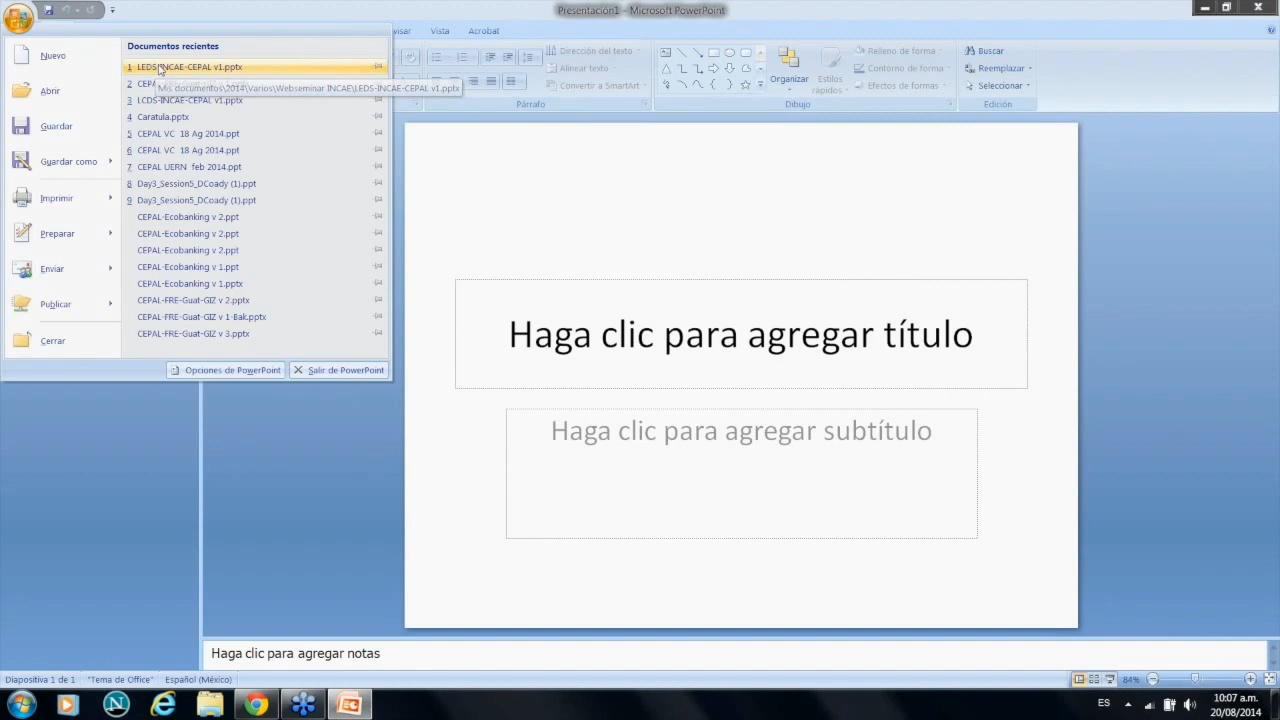 Presentación1 - Microsoft PowerPoint
visar Vista Acrobat
Documentos recientes
Nuevo
Abrir
Guardar
Guardar como
Imprimir
Preparar
Enviar
Publicar
Cerrar
1 LEDS-INCAE-CEPAL v1.pptx
2 CEPA
Mis documentos\2014\Varios\Webseminar INCAE\LEDS-INCAE-CEPAL v1.pptx
3 LCDS-INCAE-CEPAL v1.pptx
4 Caratula.pptx
5 CEPAL VC 18 Ag 2014.ppt
6 CEPAL VC 18 Ag 2014.ppt
7 CEPAL UERN feb 2014.ppt
8 Day3_Session5_DCoady (1).ppt
9 Day3_Session5_DCoady (1).ppt
CEPAL-Ecobanking v 2.ppt
CEPAL-Ecobanking v 2.ppt
CEPAL-Ecobanking v 2.ppt
CEPAL-Ecobanking v 1.ppt
CEPAL-Ecobanking v 1.pptx
CEPAL-FRE-Guat-GIZ v 2.pptx
CEPAL-FRE-Guat-GIZ v 1-Bak.pptx
CEPAL-FRE-Guat-GIZ v 3.pptx
Opciones de PowerPoint
Salir de PowerPoint
Dirección del texto
Alinear texto
Convertir a SmartArt
Párrafo
Organizar
Estilos rápidos
Relleno de forma
Contorno de forma
Efectos de formas
Dibujo
Buscar
Reemplazar
Seleccionar
Edición
Haga clic para agregar título
Haga clic para agregar subtítulo
Haga clic para agregar notas
Diapositiva 1 de 1
"Tema de Office"
Español (México)
84%
ES
10:07 a.m.
20/08/2014